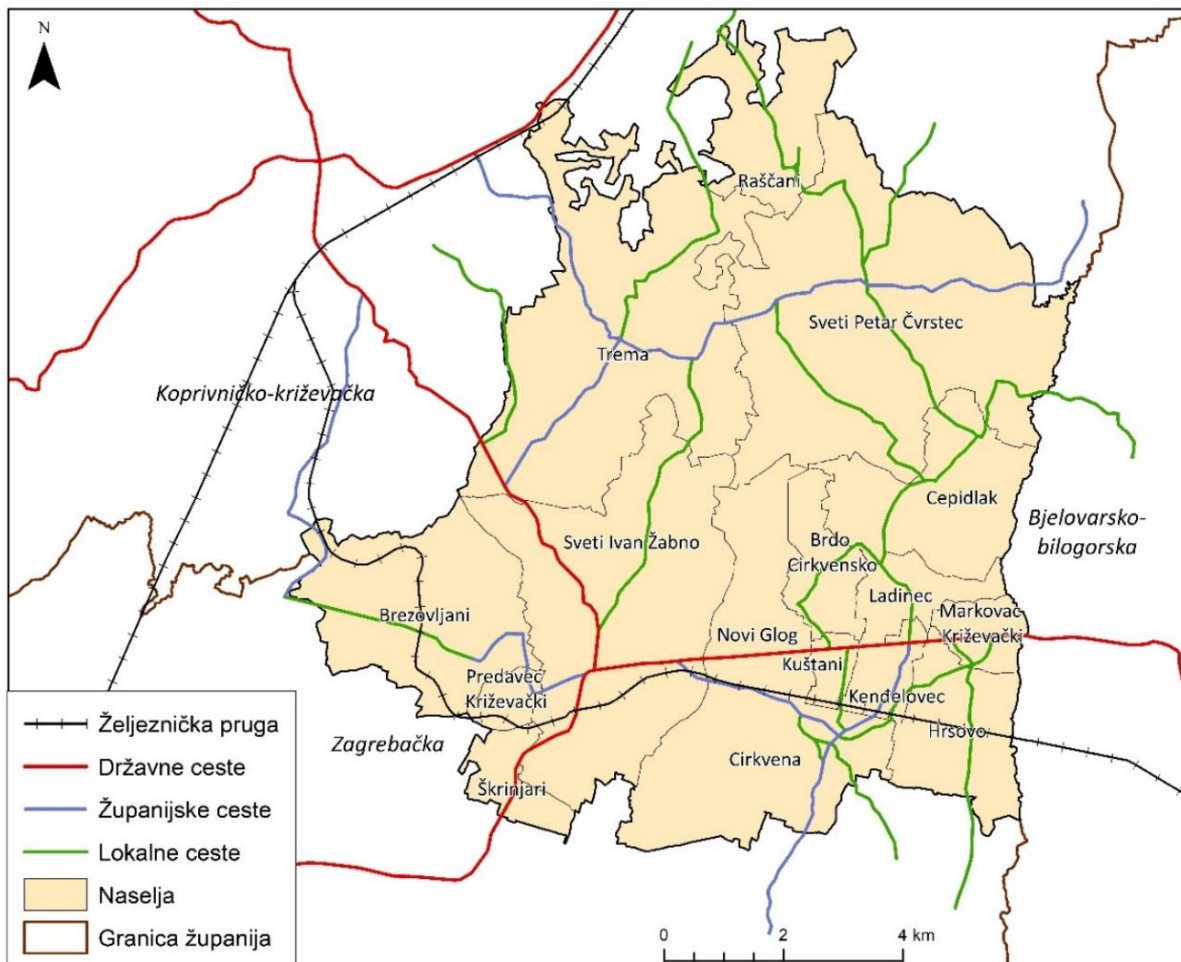 N
Raščani
Sveti Petar Čvrstec
Trema
Koprivničko-križevačka
Cepidlak
Bjelovarsko-
bilogorska
Sveti Ivan Žabno
Brdo
Cirkvensko
Ladinec
Markovac
Križevački
Brezovljani
Novi Glog
Kuštani
Predavec
Križevački
Kenđelovec
Hrsovo
Zagrebačka
Cirkvena
Škrinjari
Željeznička pruga
Državne ceste
Županijske ceste
Lokalne ceste
Naselja
Granica županija
0 2 4 km